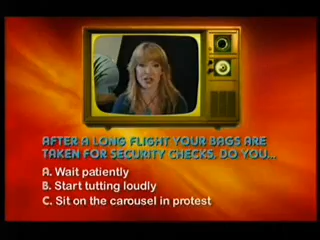 AFTER A LONG FLIGHT YOUR BAGS ARE
TAKEN FOR SECURITY CHECKS. DO YOU...
A. Wait patiently
B. Start tutting loudly
C. Sit on the carousel in protest